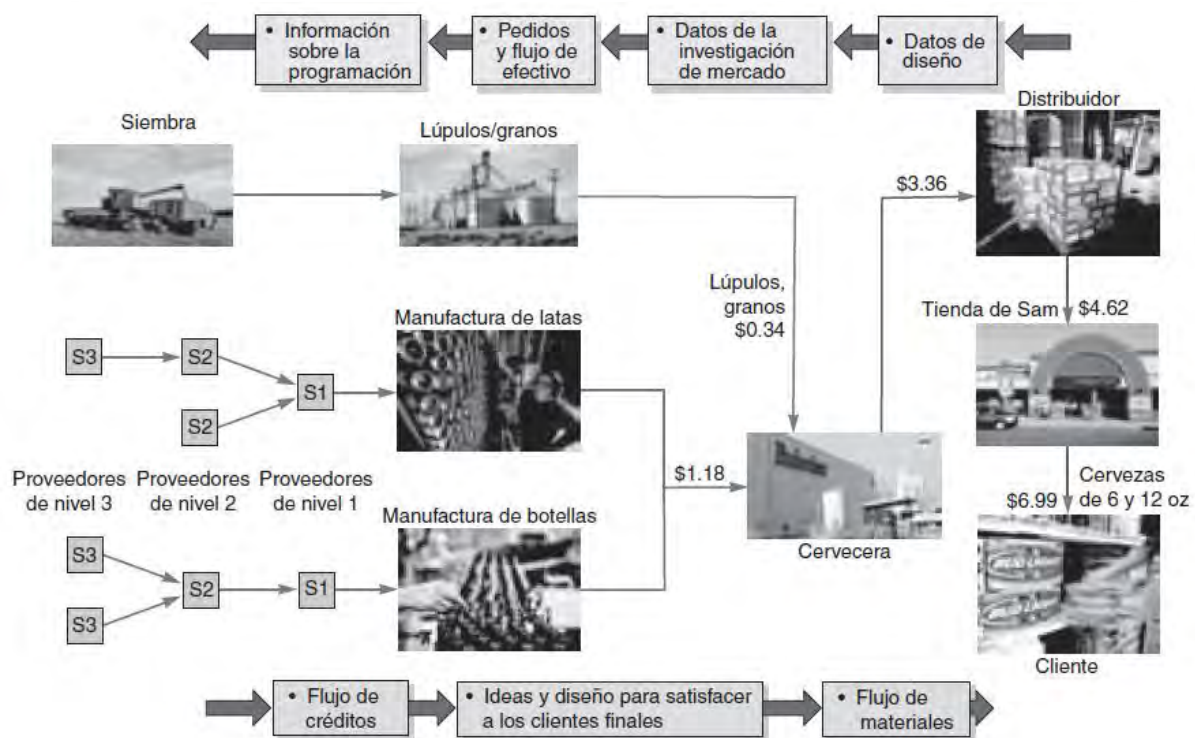 • Información
sobre la
programación
• Pedidos
y flujo de
efectivo
• Datos de la
investigación
de mercado
• Datos de
diseño
Siembra
Lúpulos/granos
Distribuidor
$3.36
Lúpulos,
granos
$0.34
Tienda de Sam
$4.62
Manufactura de latas
S3
S2
S1
S2
Proveedores
de nivel 3
Proveedores
de nivel 2
Proveedores
de nivel 1
$1.18
Cervezas
de 6 y 12 oz
$6.99
Manufactura de botellas
Cervecera
S3
S2
S1
S3
Cliente
• Flujo de
créditos
• Ideas y diseño para satisfacer
a los clientes finales
• Flujo de
materiales